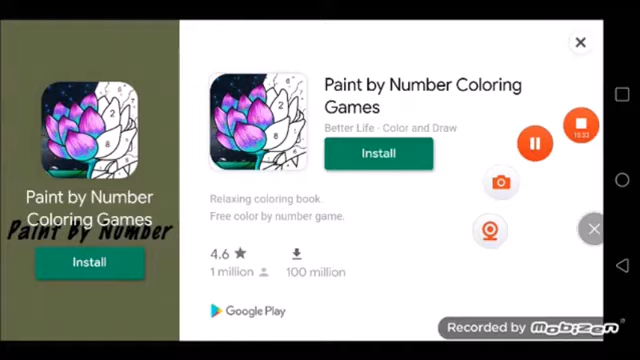 Paint by Number
Coloring Games
Paint by Number
Install
Paint by Number Coloring
Games
Better Life · Color and Draw
Install
Relaxing coloring book.
Free color by number game.
4.6 ★
1 million
100 million
Google Play
15:33
Recorded by Mobizen